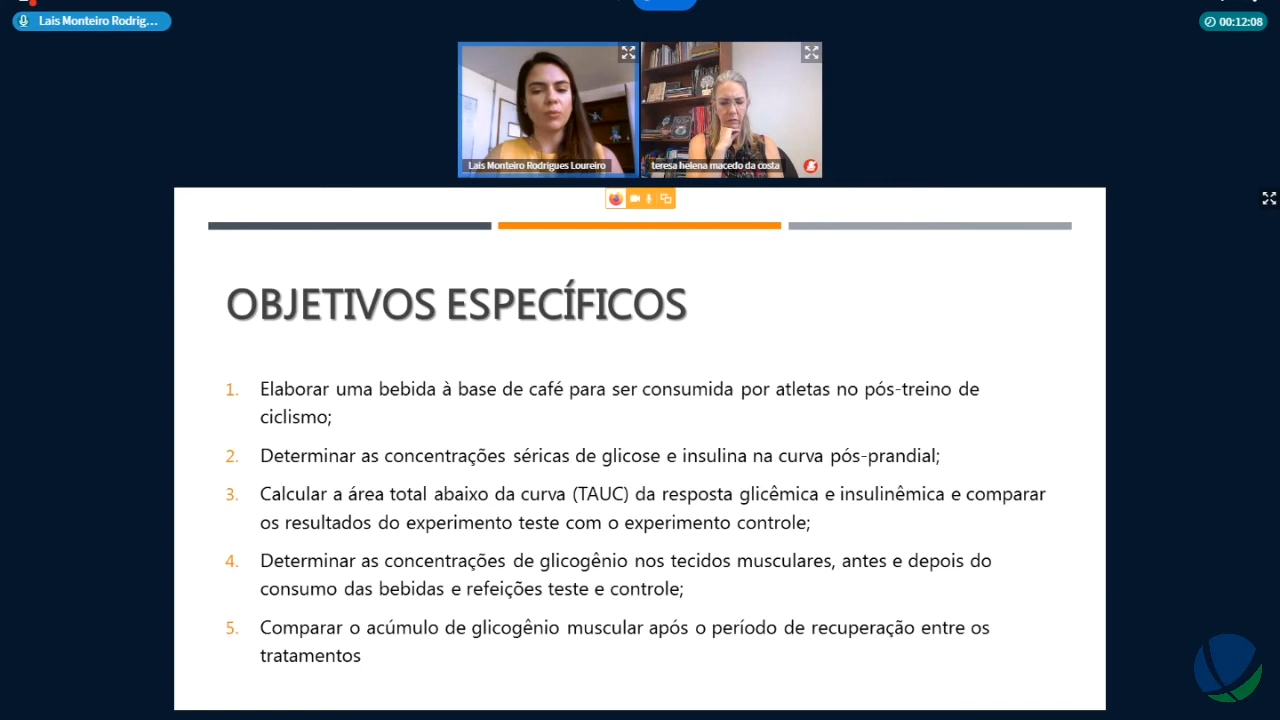 Lais Monteiro Rodrig...
00:12:08
Lais Monteiro Rodrigues Loureiro
teresa helena macedo da costa
OBJETIVOS ESPECÍFICOS
1. Elaborar uma bebida à base de café para ser consumida por atletas no pós-treino de
ciclismo;
2. Determinar as concentrações séricas de glicose e insulina na curva pós-prandial;
3. Calcular a área total abaixo da curva (TAUC) da resposta glicêmica e insulinêmica e comparar
os resultados do experimento teste com o experimento controle;
4. Determinar as concentrações de glicogênio nos tecidos musculares, antes e depois do
consumo das bebidas e refeições teste e controle;
5. Comparar o acúmulo de glicogênio muscular após o período de recuperação entre os
tratamentos